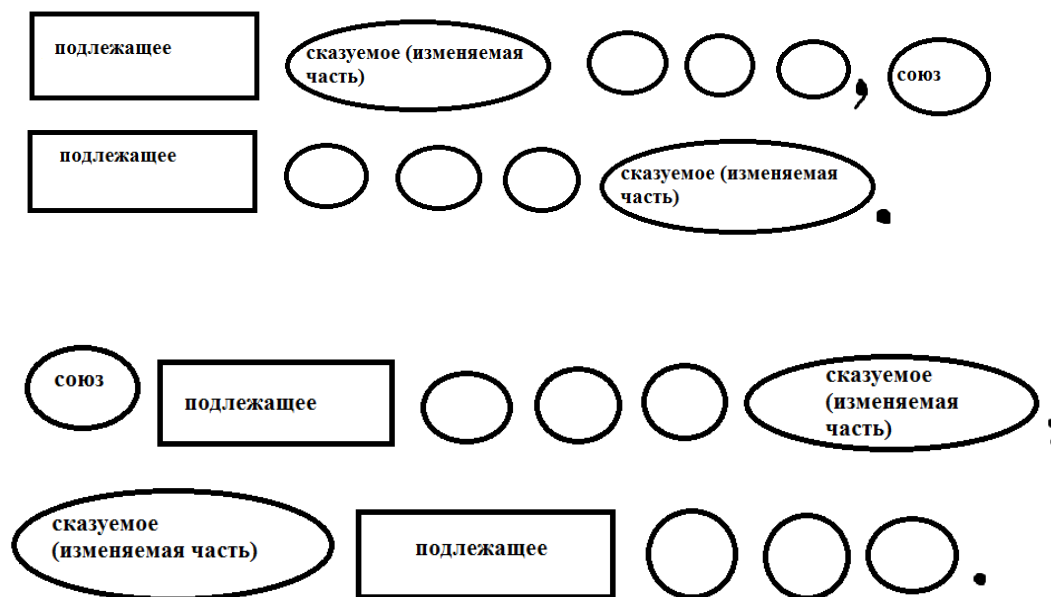 подлежащее
сказуемое (изменяемая
часть)
,
союз
подлежащее
сказуемое (изменяемая
часть)
.
союз
подлежащее
сказуемое
(изменяемая
часть)
,
сказуемое
(изменяемая часть)
подлежащее
.